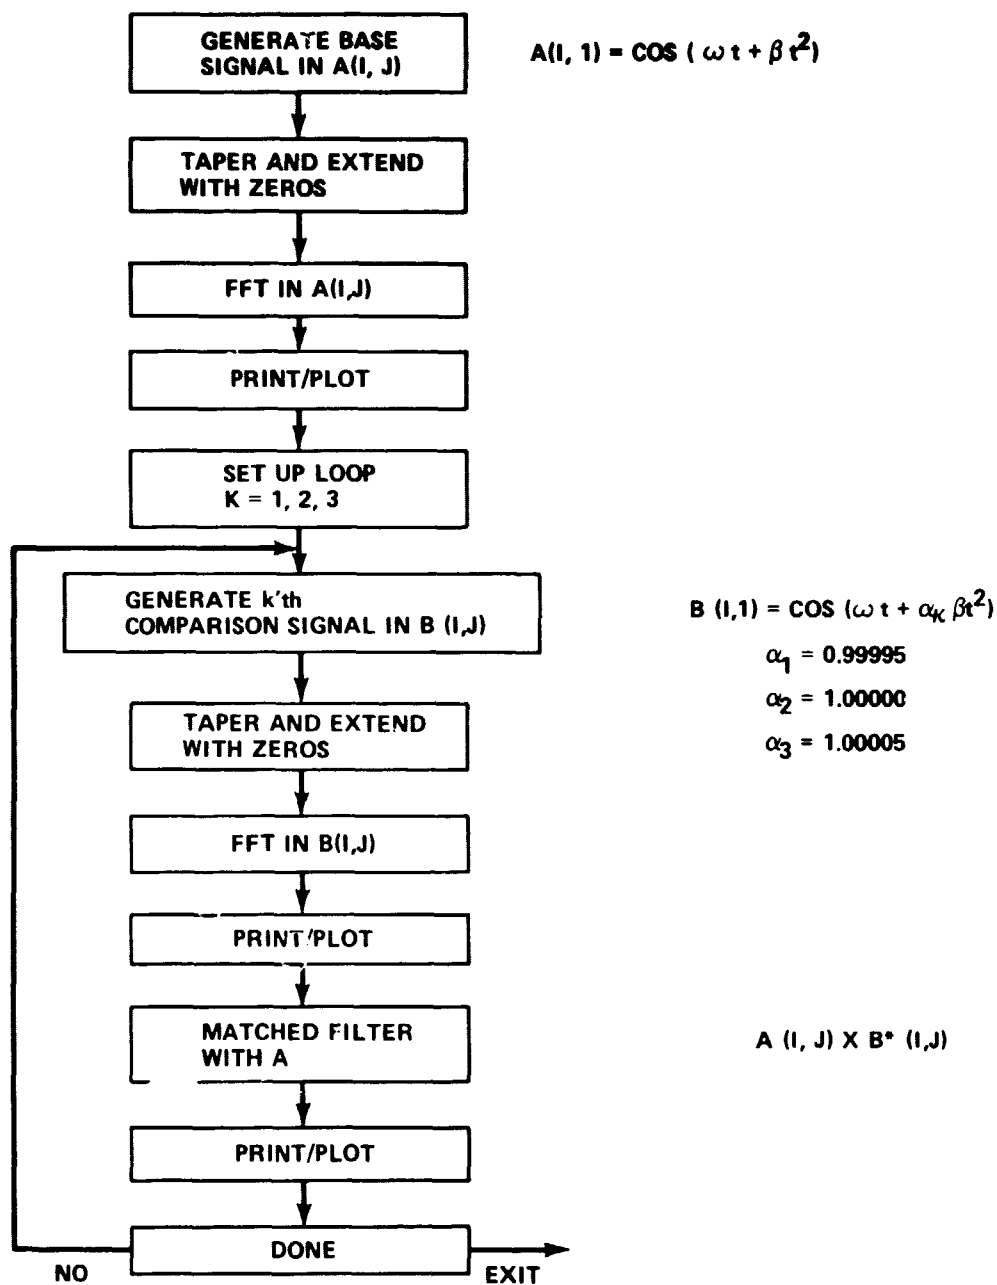 GENERATE BASE
SIGNAL IN A(I, J)
A(I, 1) = COS ( ω t + β t²)
TAPER AND EXTEND
WITH ZEROS
FFT IN A(I,J)
PRINT/PLOT
SET UP LOOP
K = 1, 2, 3
GENERATE k'th
COMPARISON SIGNAL IN B (I,J)
B (I,1) = COS (ω t + αₖ βt²)
α₁ = 0.99995
α₂ = 1.00000
α₃ = 1.00005
TAPER AND EXTEND
WITH ZEROS
FFT IN B(I,J)
PRINT/PLOT
MATCHED FILTER
WITH A
A (I, J) X B* (I,J)
PRINT/PLOT
DONE
NO
EXIT